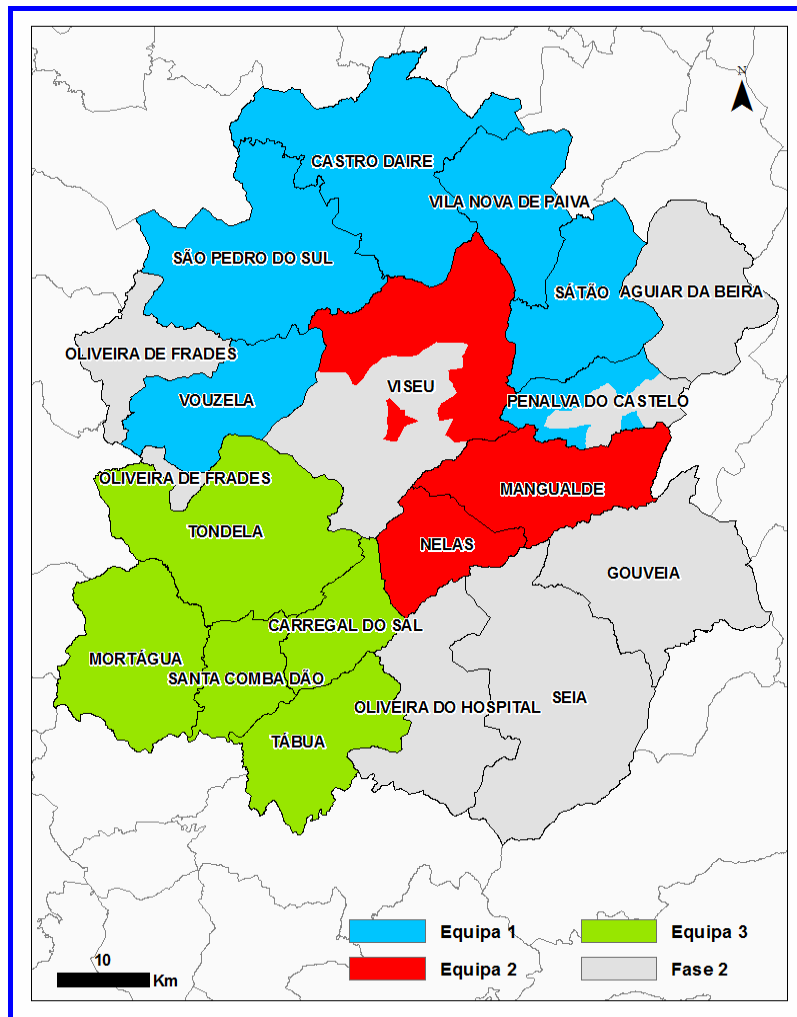 N
CASTRO DAIRE
VILA NOVA DE PAIVA
SÃO PEDRO DO SUL
SÁTÃO
AGUIAR DA BEIRA
OLIVEIRA DE FRADES
VISEU
VOUZELA
PENALVA DO CASTELO
OLIVEIRA DE FRADES
MANGUALDE
TONDELA
NELAS
GOUVEIA
CARREGAL DO SAL
MORTÁGUA
SANTA COMBA DÃO
SEIA
OLIVEIRA DO HOSPITAL
TÁBUA
Equipa 1
Equipa 3
Equipa 2
Fase 2
10
Km